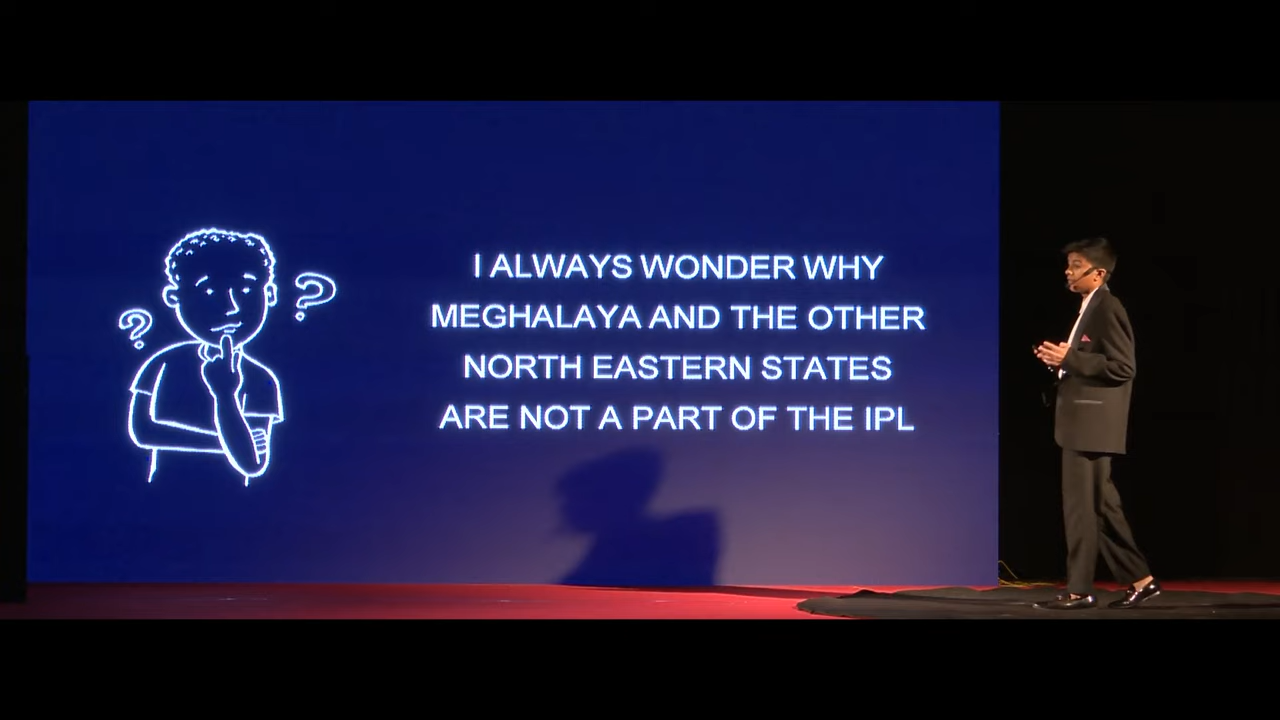 I ALWAYS WONDER WHY
MEGHALAYA AND THE OTHER
NORTH EASTERN STATES
ARE NOT A PART OF THE IPL